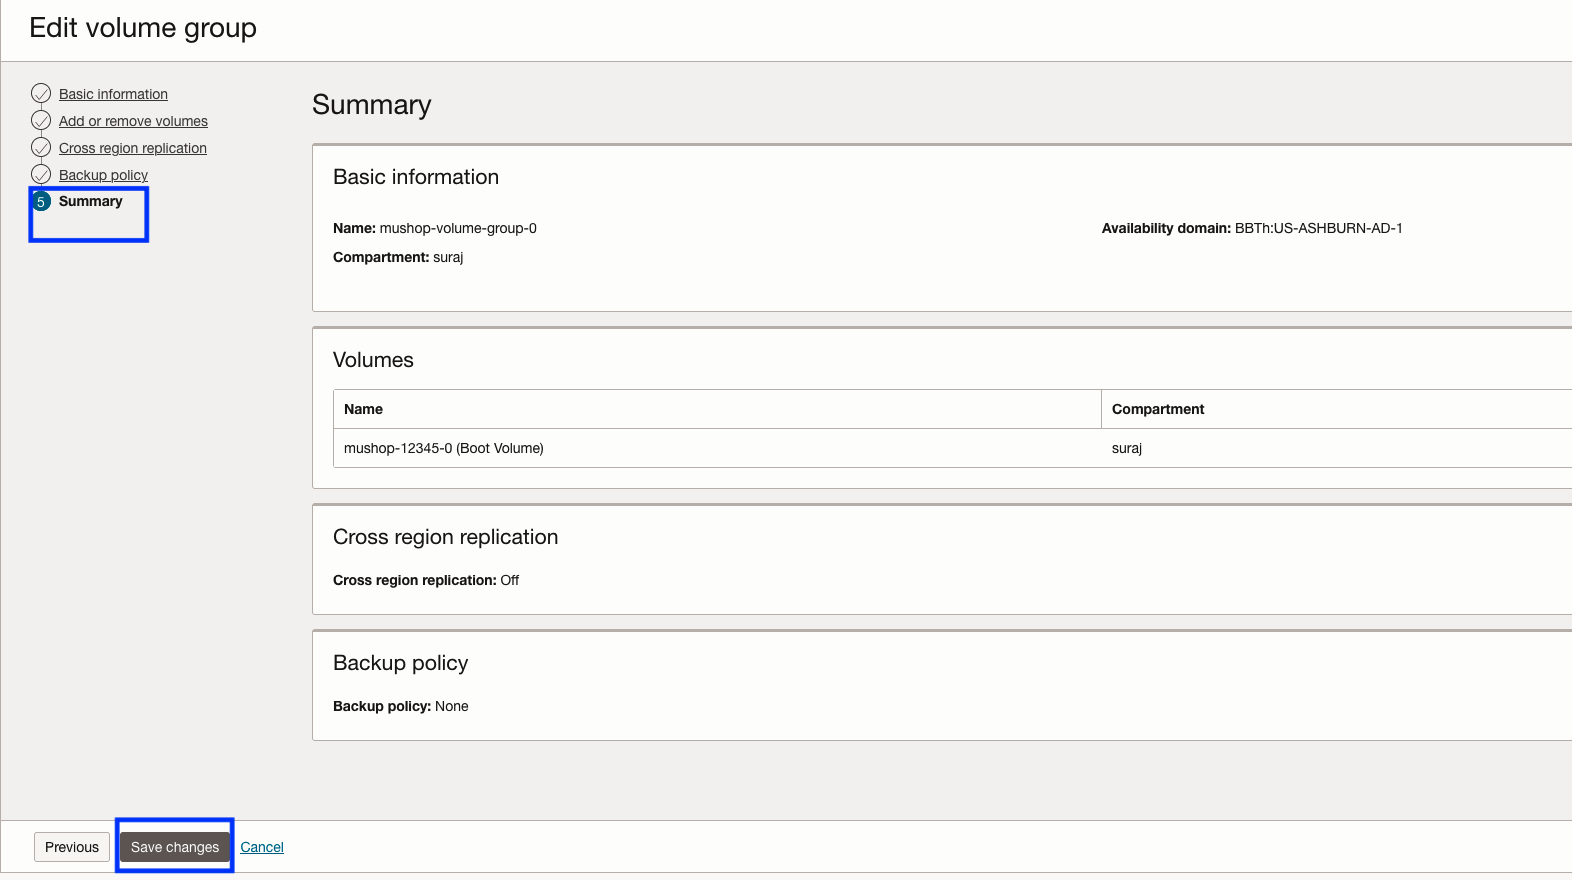 Edit volume group
Basic information
Add or remove volumes
Cross region replication
Backup policy
5 Summary
Summary
Basic information
Name: mushop-volume-group-0 Availability domain: BBTh:US-ASHBURN-AD-1
Compartment: suraj
Volumes
Name Compartment
mushop-12345-0 (Boot Volume) suraj
Cross region replication
Cross region replication: Off
Backup policy
Backup policy: None
Previous Save changes Cancel